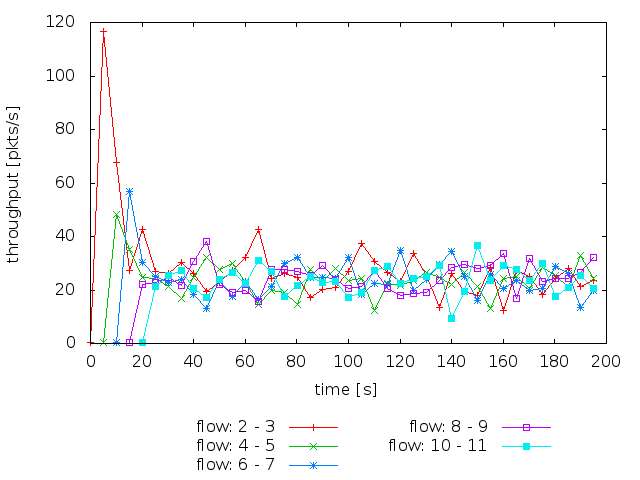 120
100
80
60
40
20
0
throughput [pkts/s]
0 20 40 60 80 100 120 140 160 180 200
time [s]
flow: 2 - 3
flow: 4 - 5
flow: 6 - 7
flow: 8 - 9
flow: 10 - 11